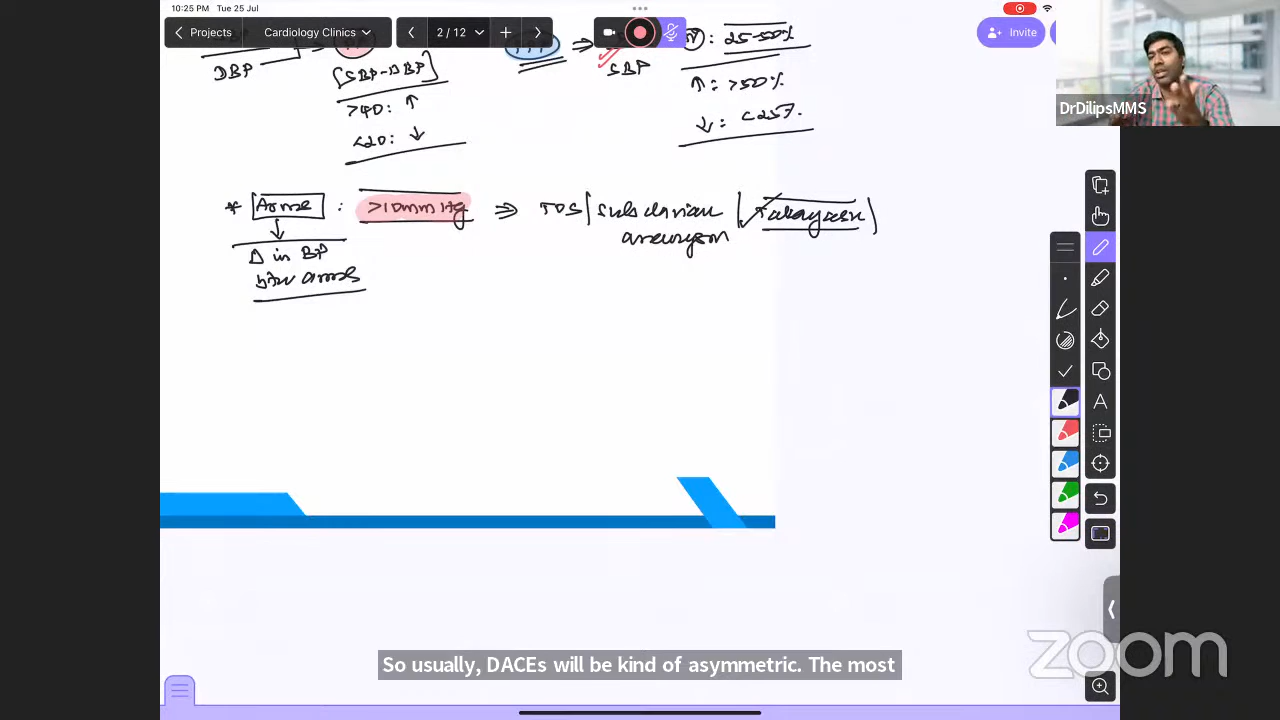 10:25 PM Tue 25 Jul
Projects
Cardiology Clinics
2 / 12
Invite
DrDilipsMMS
DBP
[SBP-DBP]
>40: ↑
<20: ↓
⇒
SBP
: 25-50%
↑: >50%
↓: <25%.
* Arms : >10mm Hg ⇒ TOS | subclavian | Takayasu )
aneurysm
Δ in BP
b/w arms
A
So usually, DACEs will be kind of asymmetric. The most
zoom